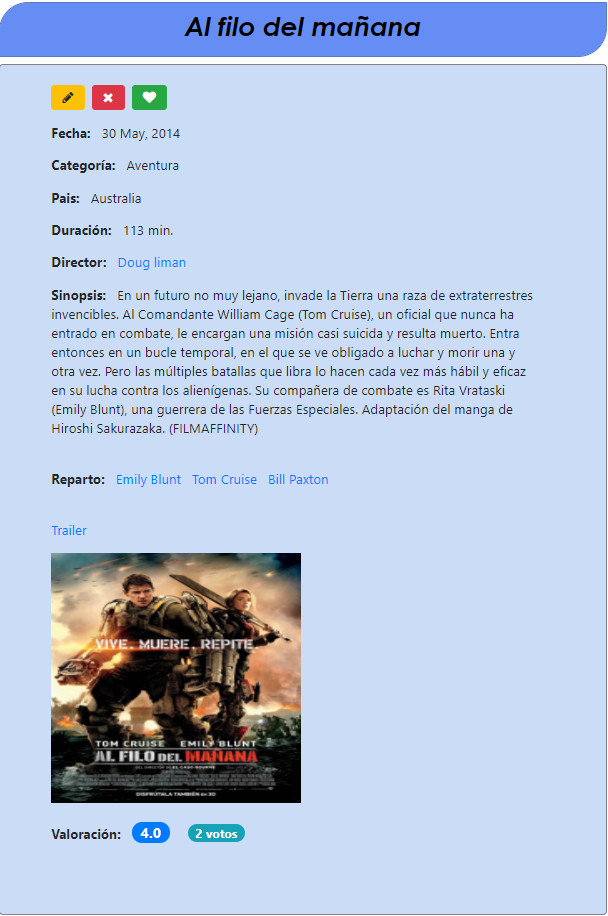 Al filo del mañana
Fecha: 30 May, 2014
Categoría: Aventura
Pais: Australia
Duración: 113 min.
Director: Doug liman
Sinopsis: En un futuro no muy lejano, invade la Tierra una raza de extraterrestres
invencibles. Al Comandante William Cage (Tom Cruise), un oficial que nunca ha
entrado en combate, le encargan una misión casi suicida y resulta muerto. Entra
entonces en un bucle temporal, en el que se ve obligado a luchar y morir una y
otra vez. Pero las múltiples batallas que libra lo hacen cada vez más hábil y eficaz
en su lucha contra los alienígenas. Su compañera de combate es Rita Vrataski
(Emily Blunt), una guerrera de las Fuerzas Especiales. Adaptación del manga de
Hiroshi Sakurazaka. (FILMAFFINITY)
Reparto: Emily Blunt Tom Cruise Bill Paxton
Trailer
VIVE. MUERE. REPITE.
TOM CRUISE EMILY BLUNT
AL FILO DEL MAÑANA
DEL DIRECTOR DE EL CASO BOURNE
DISFRÚTALA TAMBIÉN EN 3D
Valoración: 4.0 2 votos